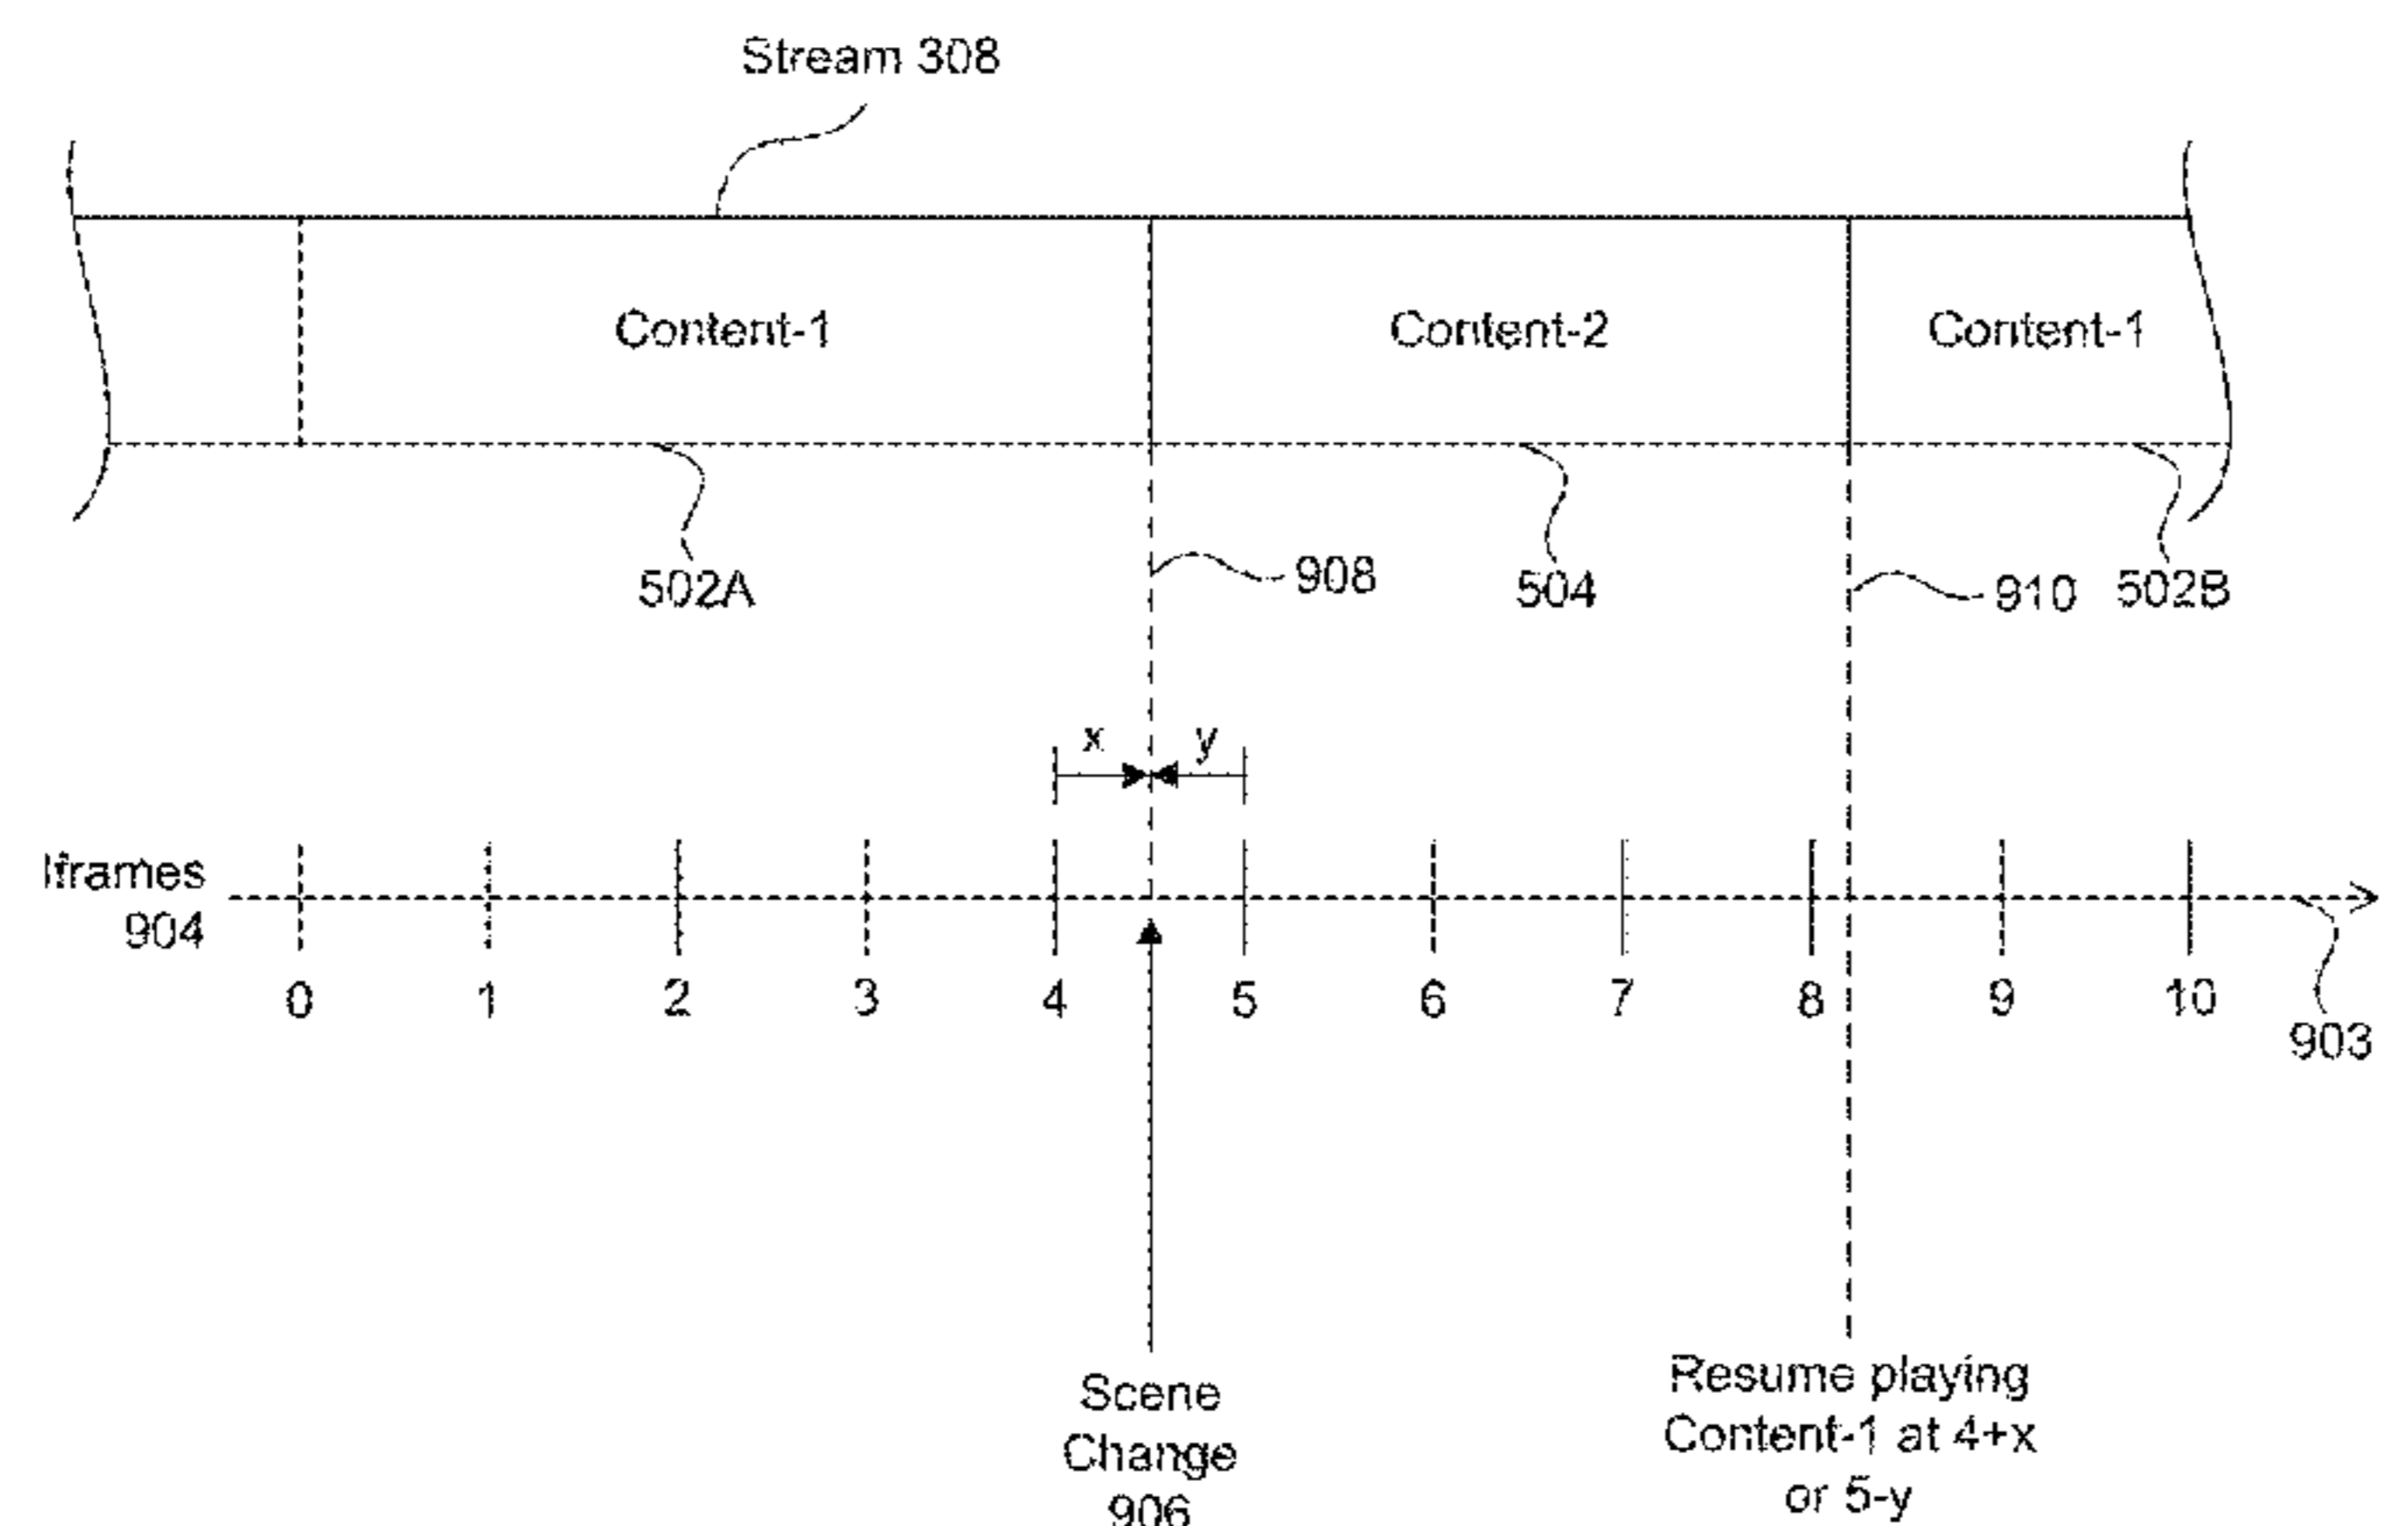 Stream 308
Content-1
Content-2
Content-1
502A
908
504
910
502B
x
y
Iframes
904
0
1
2
3
4
5
6
7
8
9
10
903
Scene
Change
906
Resume playing
Content-1 at 4+x
or 5-y